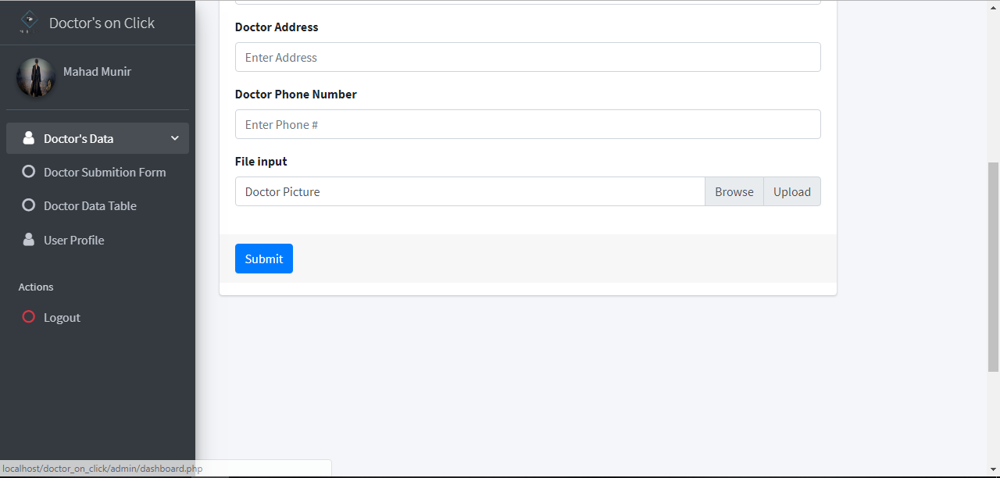 Doctor's on Click
Mahad Munir
Doctor's Data
Doctor Submition Form
Doctor Data Table
User Profile
Actions
Logout
Doctor Address
Enter Address
Doctor Phone Number
Enter Phone #
File input
Doctor Picture
Browse
Upload
Submit
localhost/doctor_on_click/admin/dashboard.php